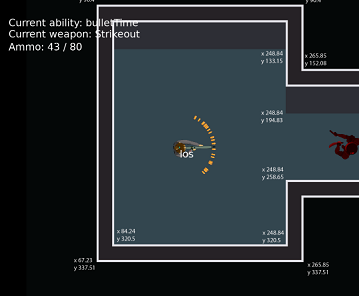 Current ability: bulletTime
Current weapon: Strikeout
Ammo: 43 / 80
x 248.84
y 133.15
x 265.85
y 152.08
x 248.84
y 194.83
los
x 248.84
y 258.65
x 84.24
y 320.5
x 248.84
y 320.5
x 67.23
y 337.51
x 265.85
y 337.51